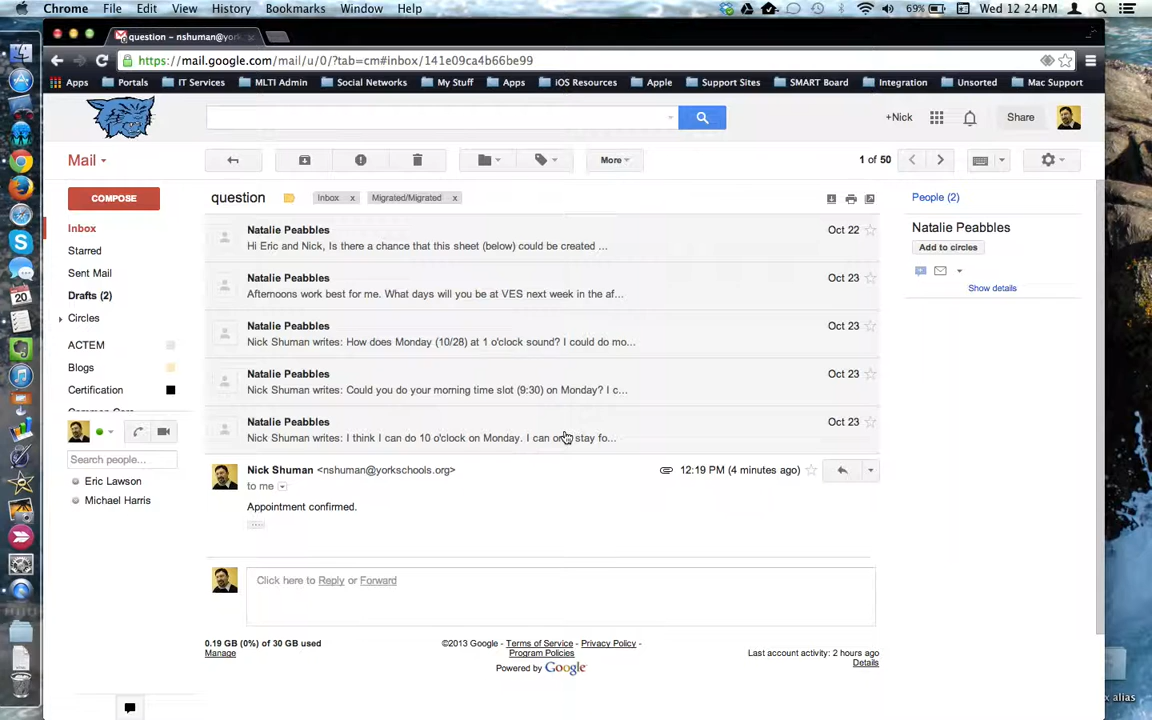 Chrome File Edit View History Bookmarks Window Help 69% Wed 12:24 PM
question – nshuman@york
https://mail.google.com/mail/u/0/?tab=cm#inbox/141e09ca4b66be99
Apps Portals IT Services MLTI Admin Social Networks My Stuff Apps iOS Resources Apple Support Sites SMART Board Integration Unsorted Mac Support
+Nick Share
Mail More 1 of 50
COMPOSE
question Inbox x Migrated/Migrated x
People (2)
Inbox
Starred
Sent Mail
Drafts (2)
Circles
ACTEM
Blogs
Certification
Natalie Peabbles Oct 22
Hi Eric and Nick, Is there a chance that this sheet (below) could be created ...
Natalie Peabbles Oct 23
Afternoons work best for me. What days will you be at VES next week in the af...
Natalie Peabbles Oct 23
Nick Shuman writes: How does Monday (10/28) at 1 o'clock sound? I could do mo...
Natalie Peabbles Oct 23
Nick Shuman writes: Could you do your morning time slot (9:30) on Monday? I c...
Natalie Peabbles Oct 23
Nick Shuman writes: I think I can do 10 o'clock on Monday. I can only stay fo...
Nick Shuman <nshuman@yorkschools.org> 12:19 PM (4 minutes ago)
to me
Appointment confirmed.
Click here to Reply or Forward
Natalie Peabbles
Add to circles
Show details
Search people...
Eric Lawson
Michael Harris
0.19 GB (0%) of 30 GB used
Manage
©2013 Google - Terms of Service - Privacy Policy -
Program Policies
Powered by Google
Last account activity: 2 hours ago
Details
20
x alias